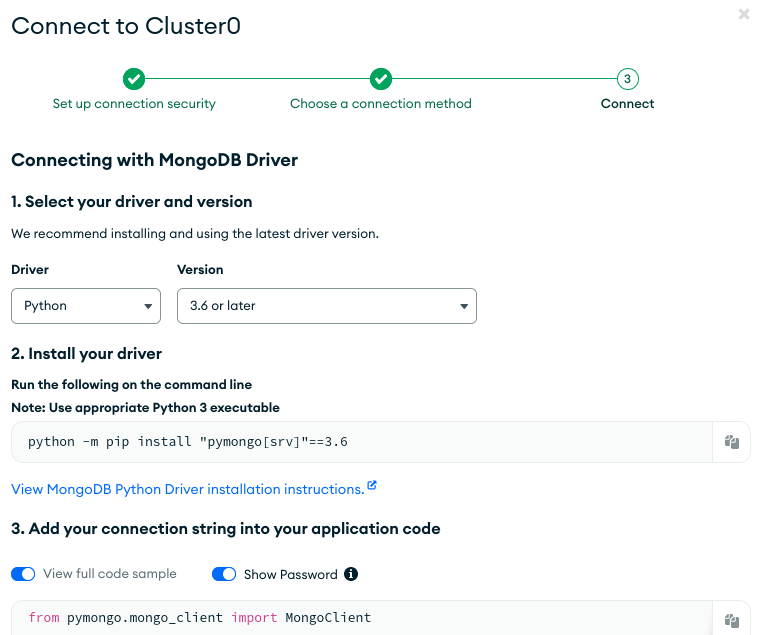 Connect to Cluster0
Set up connection security
Choose a connection method
3
Connect
Connecting with MongoDB Driver
1. Select your driver and version
We recommend installing and using the latest driver version.
Driver
Version
Python
3.6 or later
2. Install your driver
Run the following on the command line
Note: Use appropriate Python 3 executable
python -m pip install "pymongo[srv]"==3.6
View MongoDB Python Driver installation instructions.
3. Add your connection string into your application code
View full code sample
Show Password
from pymongo.mongo_client import MongoClient